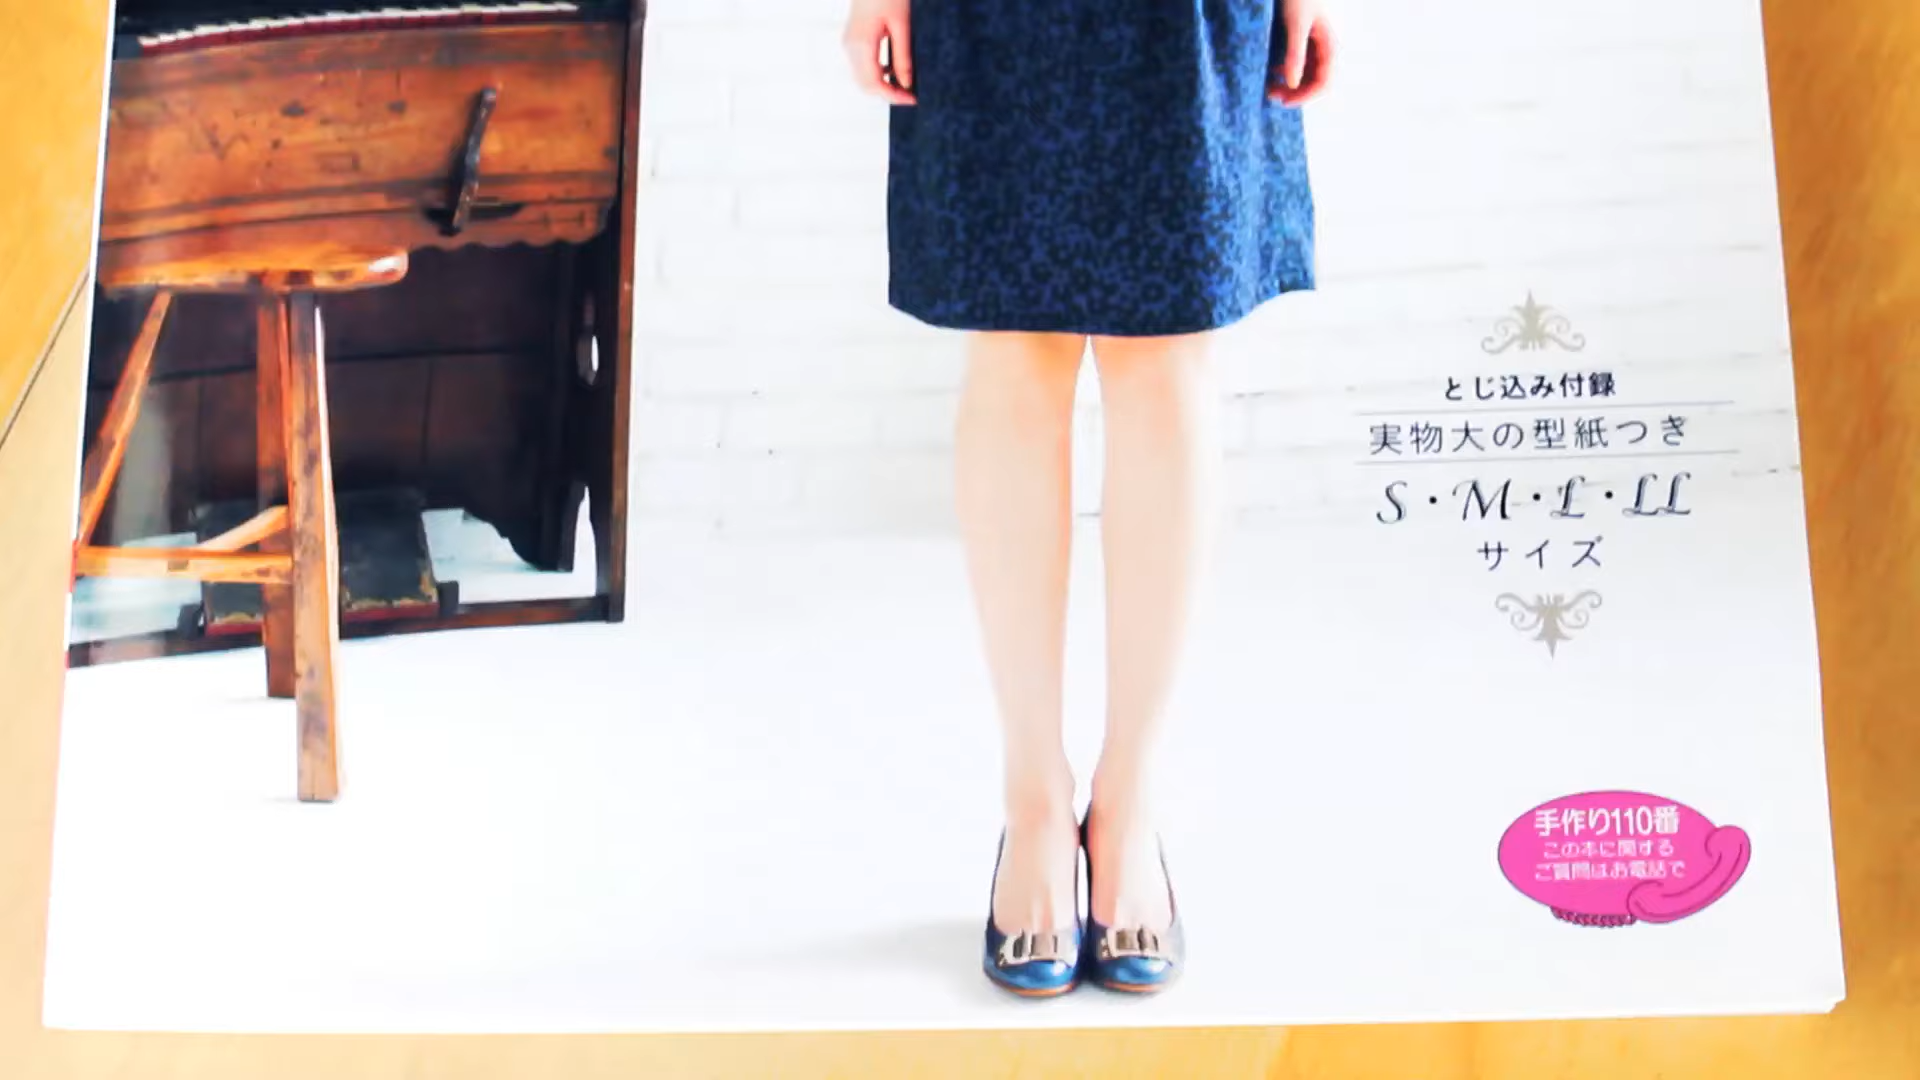 とじ込み付録
実物大の型紙つき
S・M・L・LL
サイズ
手作り110番
この本に関する
ご質問はお電話で